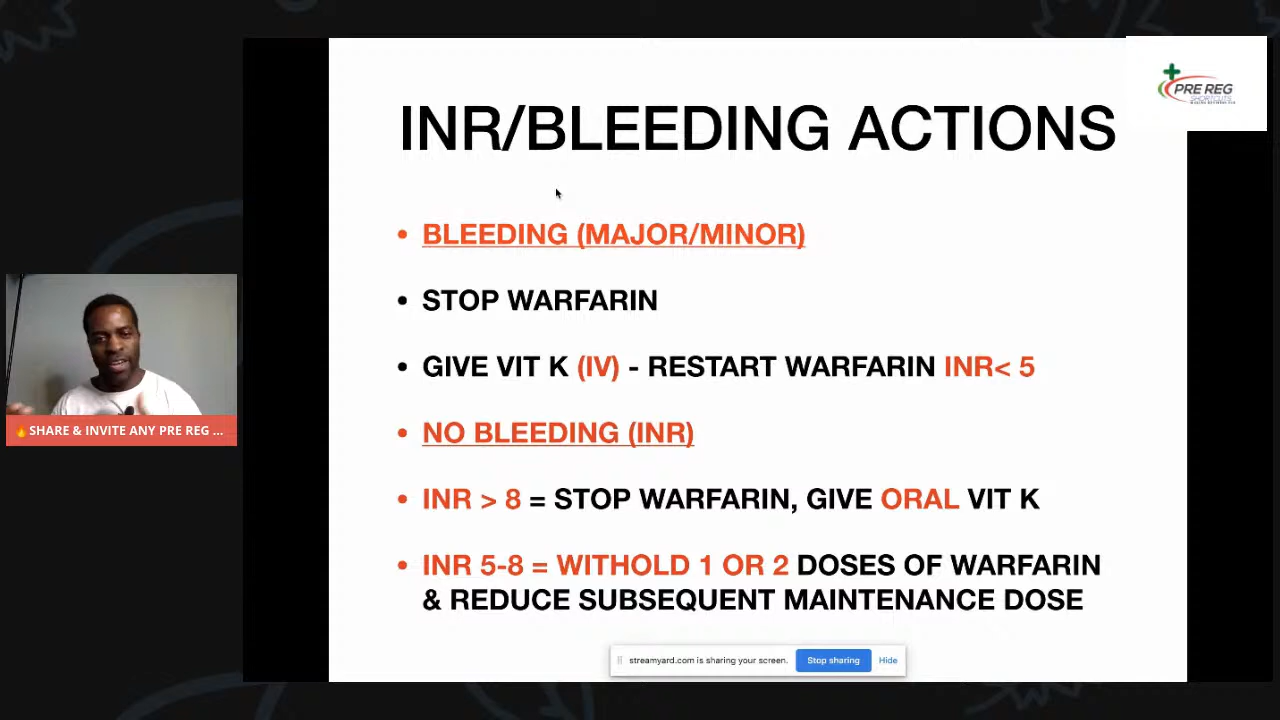 INR/BLEEDING ACTIONS
PRE REG
SHORTCUTS
• BLEEDING (MAJOR/MINOR)
• STOP WARFARIN
• GIVE VIT K (IV) - RESTART WARFARIN INR< 5
• NO BLEEDING (INR)
• INR > 8 = STOP WARFARIN, GIVE ORAL VIT K
• INR 5-8 = WITHOLD 1 OR 2 DOSES OF WARFARIN
& REDUCE SUBSEQUENT MAINTENANCE DOSE
🔥SHARE & INVITE ANY PRE REG ...
streamyard.com is sharing your screen. Stop sharing Hide